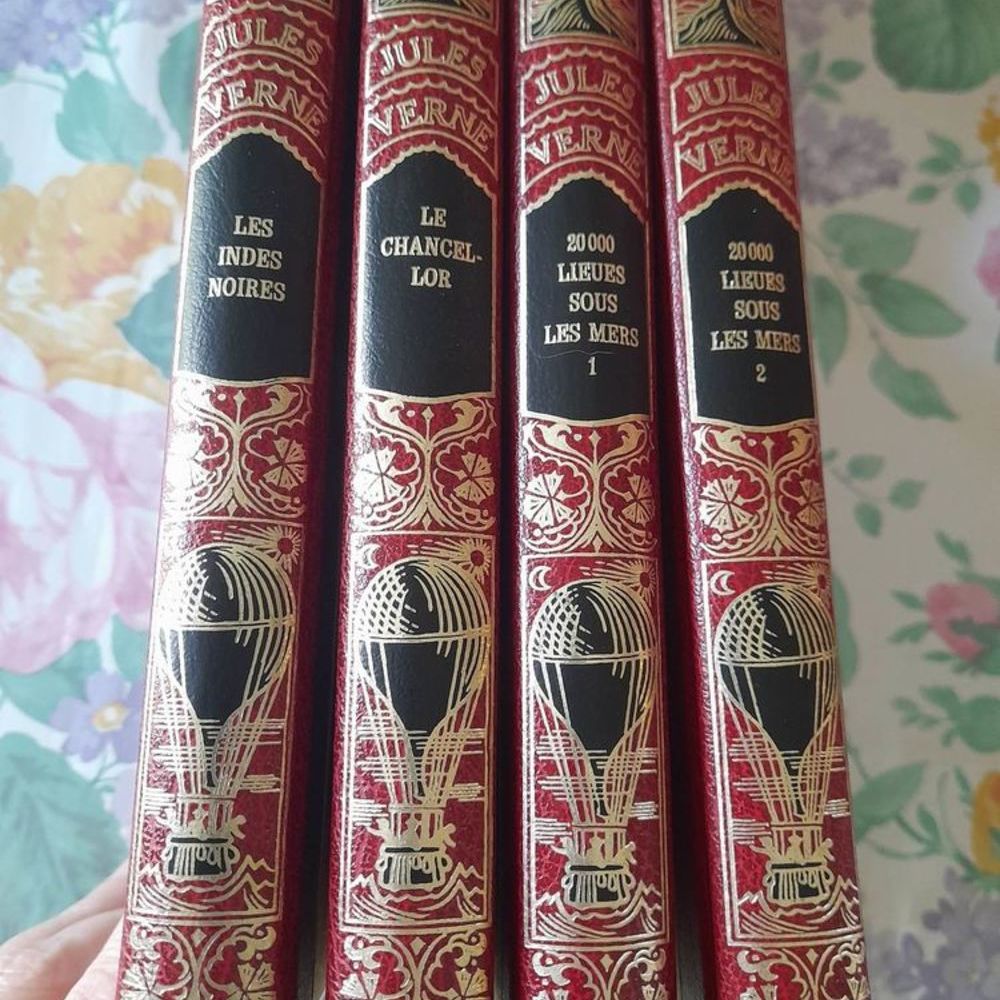 JULES
VERNE
LES
INDES
NOIRES
JULES
VERNE
LE
CHANCEL-
LOR
JULES
VERNE
20 000
LIEUES
SOUS
LES MERS
1
JULES
VERNE
20 000
LIEUES
SOUS
LES MERS
2